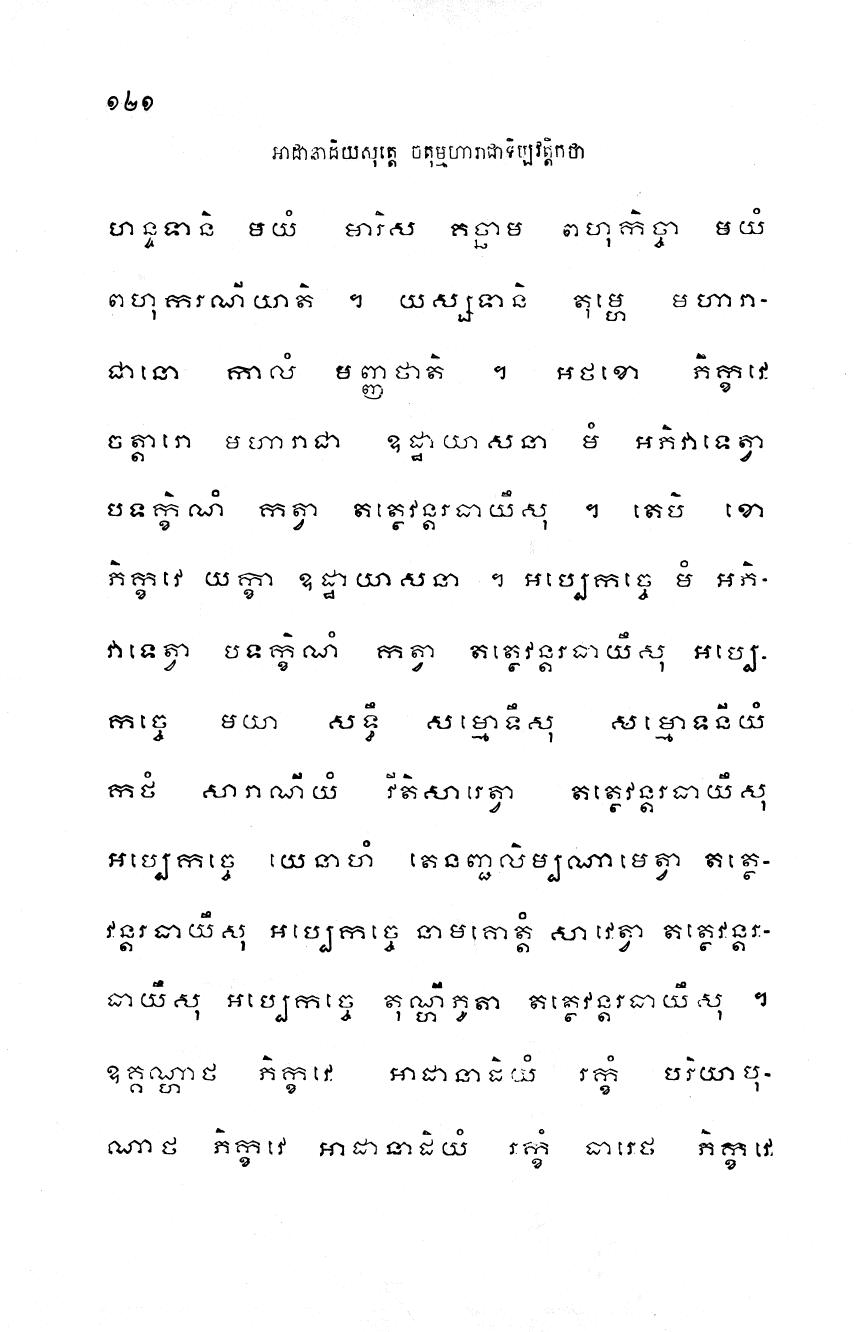 ១២១
អាដានាដិយសុត្តេ ចតុម្មហារាជាទិប្បវត្តិកថា
ហន្ទទានិ មយំ មារិស គច្ឆាម ពហុកិច្ចា មយំ
ពហុករណីយាតិ ។ យស្សទានិ តុម្ហេ មហារា-
ជានោ កាលំ មញ្ញថាតិ ។ អថខោ ភិក្ខវេ
ចត្តារោ មហារាជា ឧដ្ឋាយាសនា មំ អភិវាទេត្វា
បទក្ខិណំ កត្វា តត្ថេវន្តរធាយឹសុ ។ តេបិ ខោ
ភិក្ខវេ យក្ខា ឧដ្ឋាយាសនា ។ អប្បេកច្ចេ មំ អភិ-
វាទេត្វា បទក្ខិណំ កត្វា តត្ថេវន្តរធាយឹសុ អប្បេ-
កច្ចេ មយា សទ្ធឹ សម្មោទឹសុ សម្មោទនីយំ
កថំ សារាណីយំ វីតិសារេត្វា តត្ថេវន្តរធាយឹសុ
អប្បេកច្ចេ យេនាហំ តេនញ្ជលិម្បណាមេត្វា តត្ថេ-
វន្តរធាយឹសុ អប្បេកច្ចេ នាមគោត្តំ សាវេត្វា តត្ថេវន្តរ-
ធាយឹសុ អប្បេកច្ចេ តុណ្ហីភូតា តត្ថេវន្តរធាយឹសុ ។
ឧគ្គណ្ហាថ ភិក្ខវេ អាដានាដិយំ រក្ខំ បរិយាបុ-
ណាថ ភិក្ខវេ អាដានាដិយំ រក្ខំ ធារេថ ភិក្ខវេ